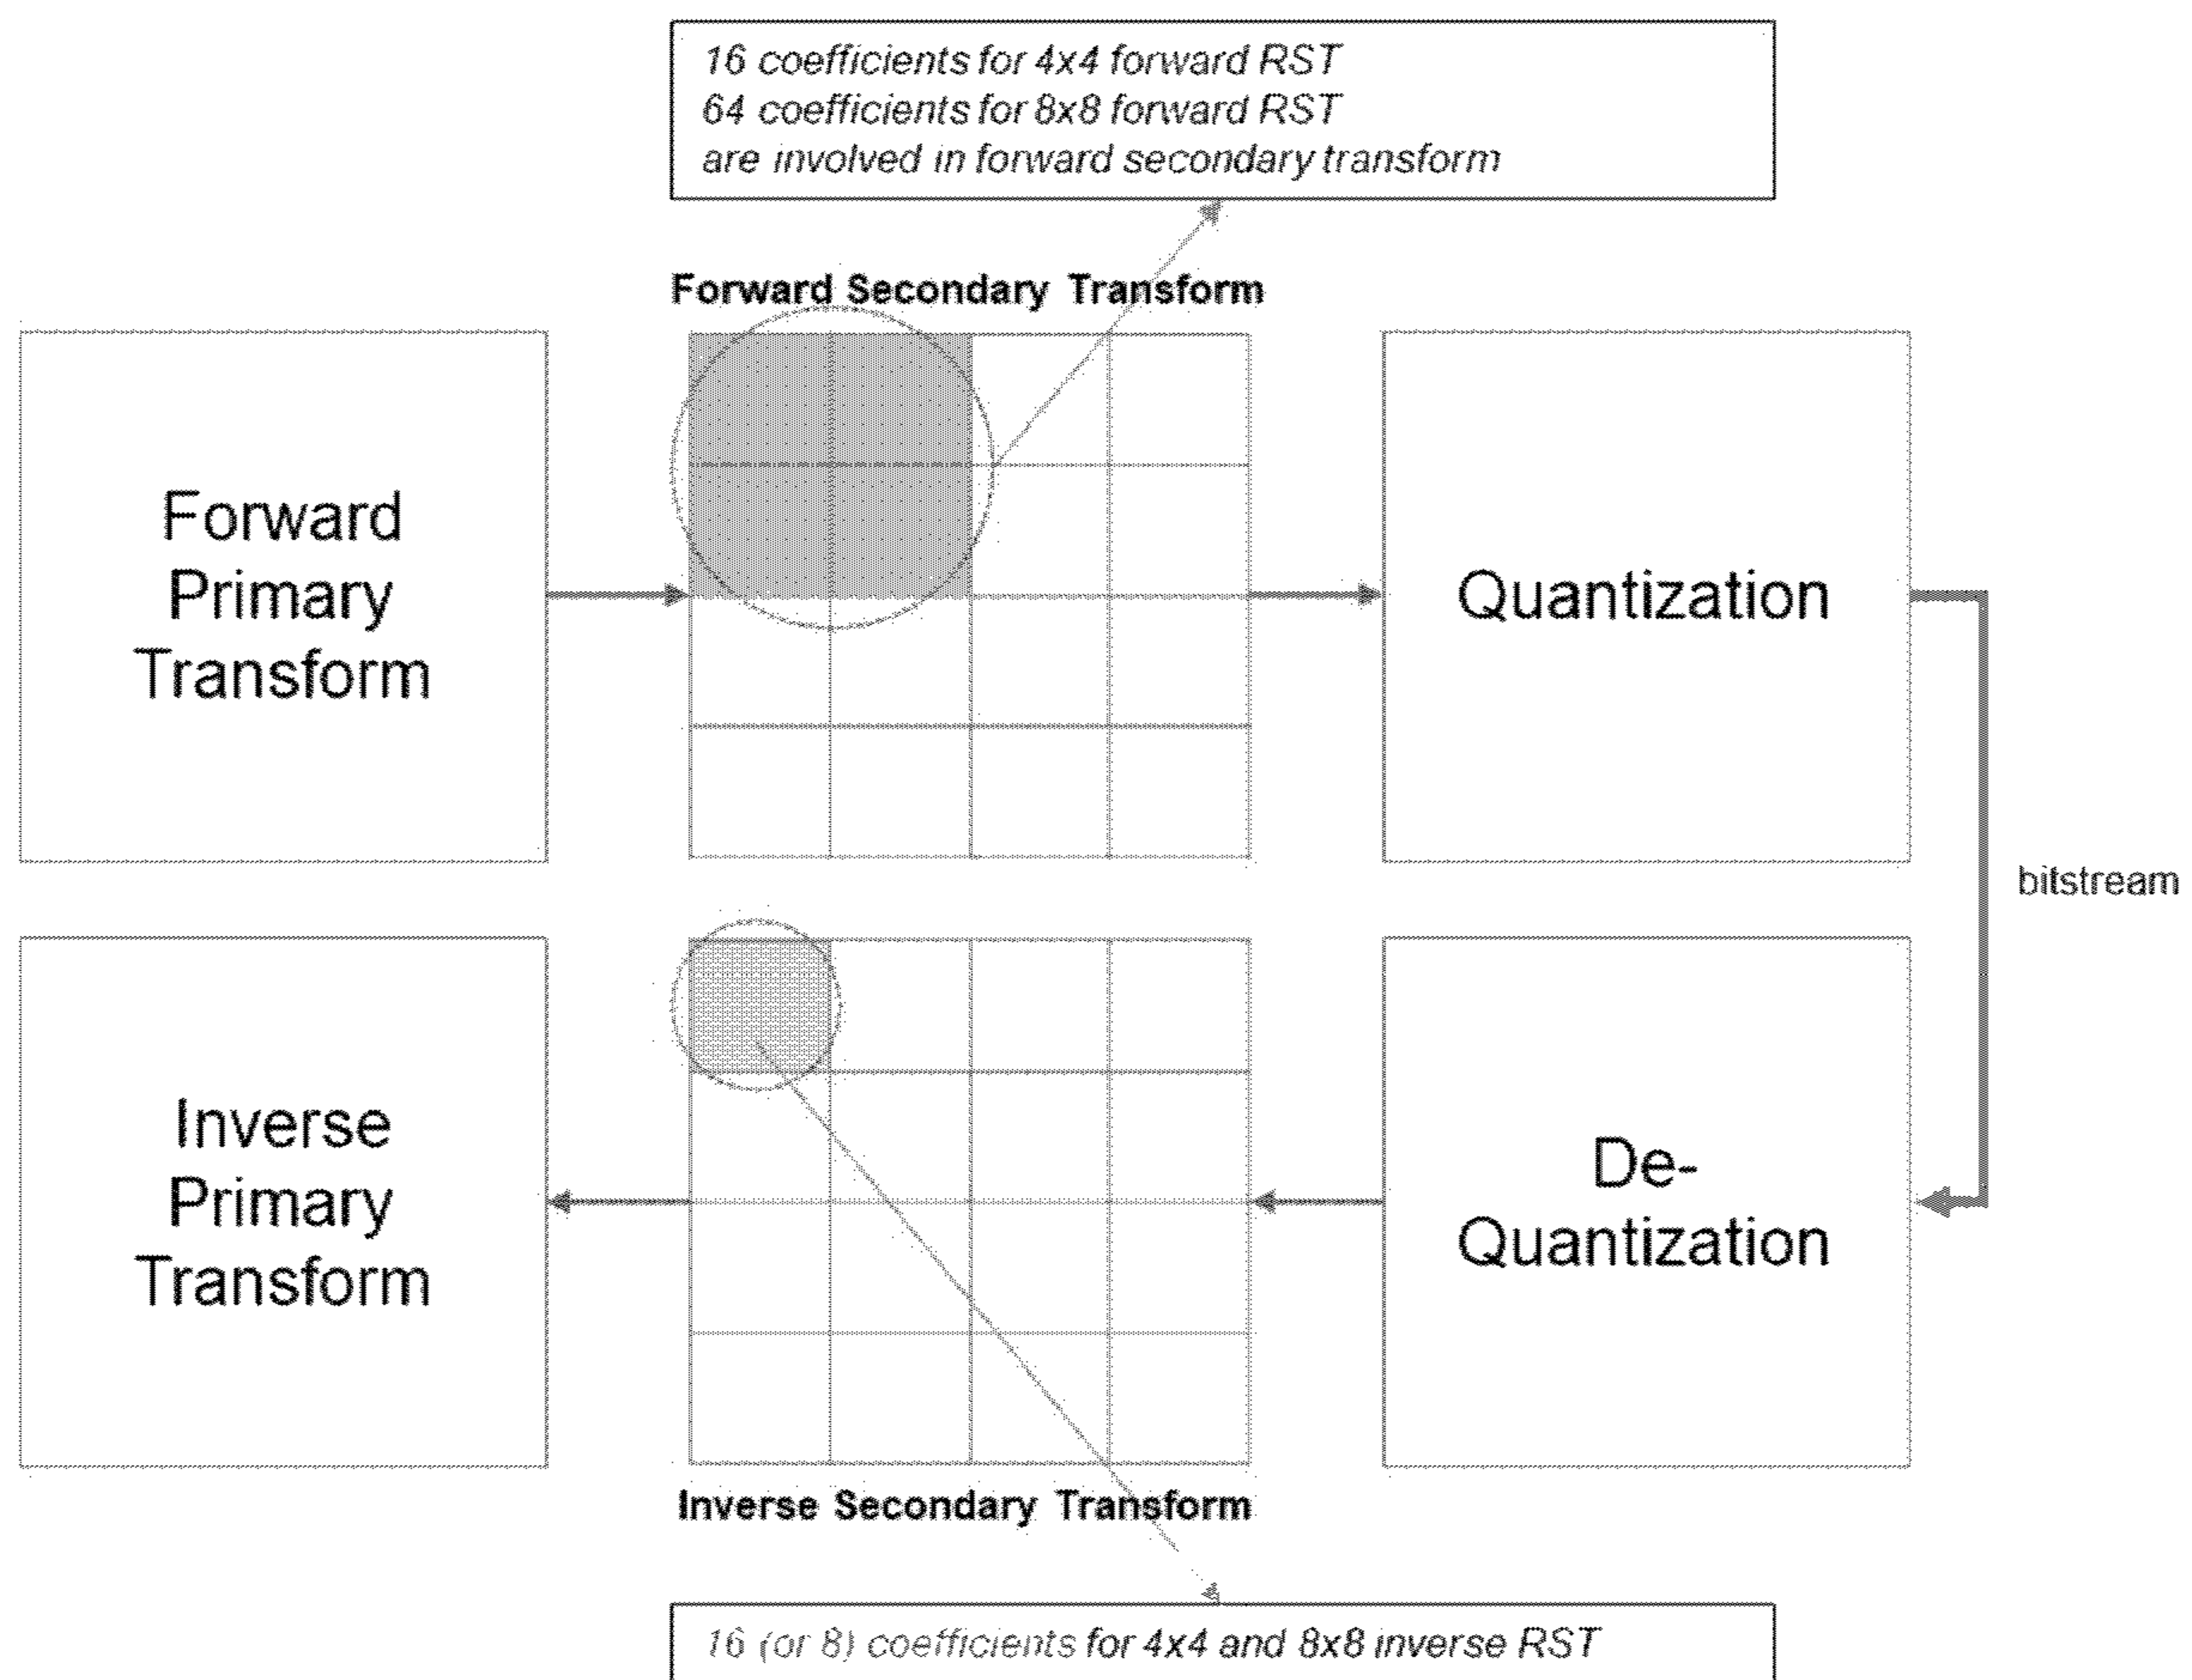 16 coefficients for 4x4 forward RST
64 coefficients for 8x8 forward RST
are involved in forward secondary transform
Forward Secondary Transform
Forward
Primary
Transform
Quantization
bitstream
Inverse
Primary
Transform
De-
Quantization
Inverse Secondary Transform
16 (or 8) coefficients for 4x4 and 8x8 inverse RST